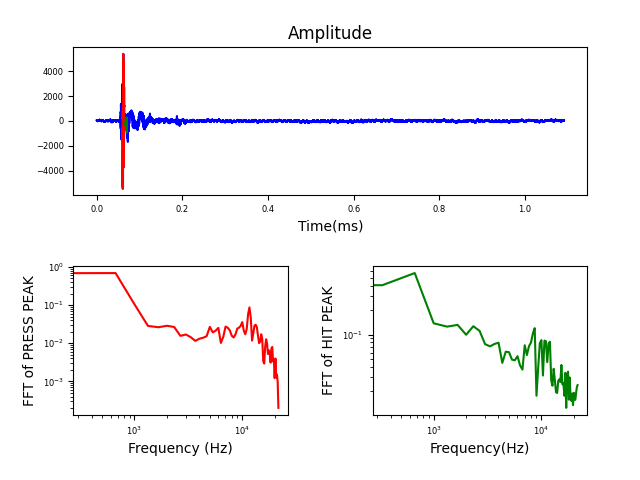 Amplitude
4000
2000
0
−2000
−4000
0.0 0.2 0.4 0.6 0.8 1.0
Time(ms)
FFT of PRESS PEAK
10⁰
10⁻¹
10⁻²
10⁻³
10³ 10⁴
Frequency (Hz)
FFT of HIT PEAK
10⁻¹
10³ 10⁴
Frequency(Hz)